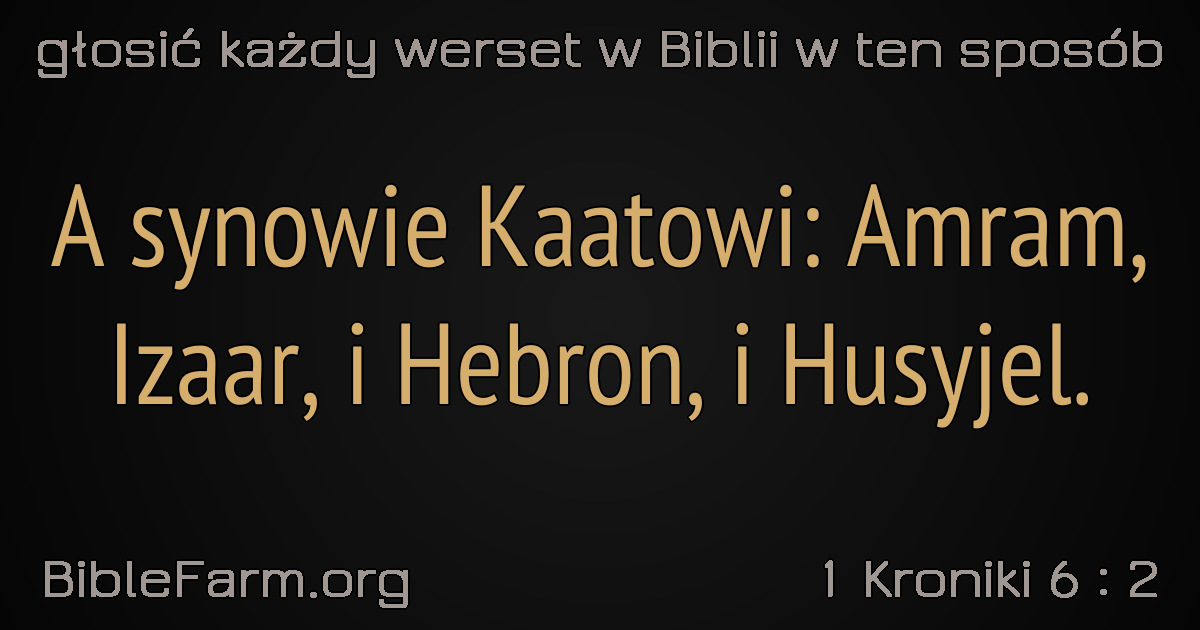 głosić każdy werset w Biblii w ten sposób
A synowie Kaatowi: Amram,
Izaar, i Hebron, i Husyjel.
BibleFarm.org
1 Kroniki 6 : 2